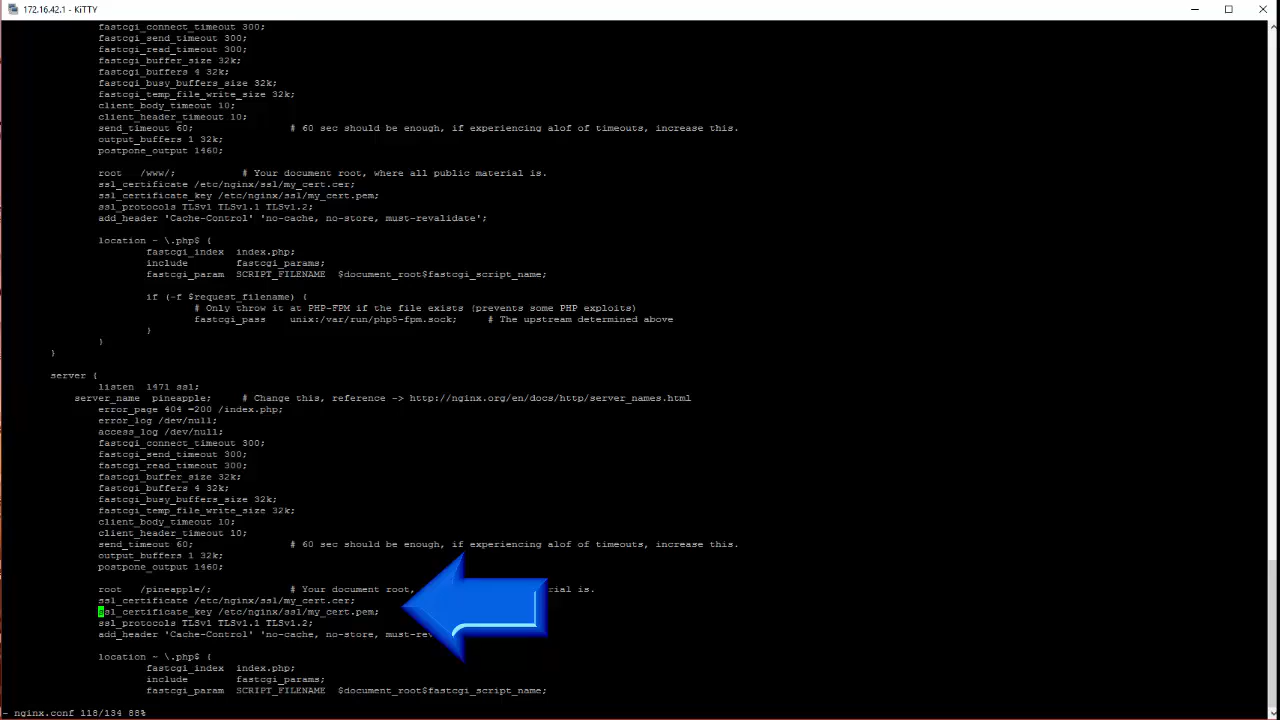 172.16.42.1 - KiTTY
fastcgi_connect_timeout 300;
fastcgi_send_timeout 300;
fastcgi_read_timeout 300;
fastcgi_buffer_size 32k;
fastcgi_buffers 4 32k;
fastcgi_busy_buffers_size 32k;
fastcgi_temp_file_write_size 32k;
client_body_timeout 10;
client_header_timeout 10;
send_timeout 60; # 60 sec should be enough, if experiencing alof of timeouts, increase this.
output_buffers 1 32k;
postpone_output 1460;
root /www/; # Your document root, where all public material is.
ssl_certificate /etc/nginx/ssl/my_cert.cer;
ssl_certificate_key /etc/nginx/ssl/my_cert.pem;
ssl_protocols TLSv1 TLSv1.1 TLSv1.2;
add_header 'Cache-Control' 'no-cache, no-store, must-revalidate';
location ~ \.php$ {
fastcgi_index index.php;
include fastcgi_params;
fastcgi_param SCRIPT_FILENAME $document_root$fastcgi_script_name;
if (-f $request_filename) {
# Only throw it at PHP-FPM if the file exists (prevents some PHP exploits)
fastcgi_pass unix:/var/run/php5-fpm.sock; # The upstream determined above
}
}
}
server {
listen 1471 ssl;
server_name pineapple; # Change this, reference -> http://nginx.org/en/docs/http/server_names.html
error_page 404 =200 /index.php;
error_log /dev/null;
access_log /dev/null;
fastcgi_connect_timeout 300;
fastcgi_send_timeout 300;
fastcgi_read_timeout 300;
fastcgi_buffer_size 32k;
fastcgi_buffers 4 32k;
fastcgi_busy_buffers_size 32k;
fastcgi_temp_file_write_size 32k;
client_body_timeout 10;
client_header_timeout 10;
send_timeout 60; # 60 sec should be enough, if experiencing alof of timeouts, increase this.
output_buffers 1 32k;
postpone_output 1460;
root /pineapple/; # Your document root, is.
ssl_certificate /etc/nginx/ssl/my_cert.cer;
ssl_certificate_key /etc/nginx/ssl/my_cert.pem;
ssl_protocols TLSv1 TLSv1.1 TLSv1.2;
add_header 'Cache-Control' 'no-cache, no-store,
location ~ \.php$ {
fastcgi_index index.php;
include fastcgi_params;
fastcgi_param SCRIPT_FILENAME $document_root$fastcgi_script_name;
- nginx.conf 118/134 88%